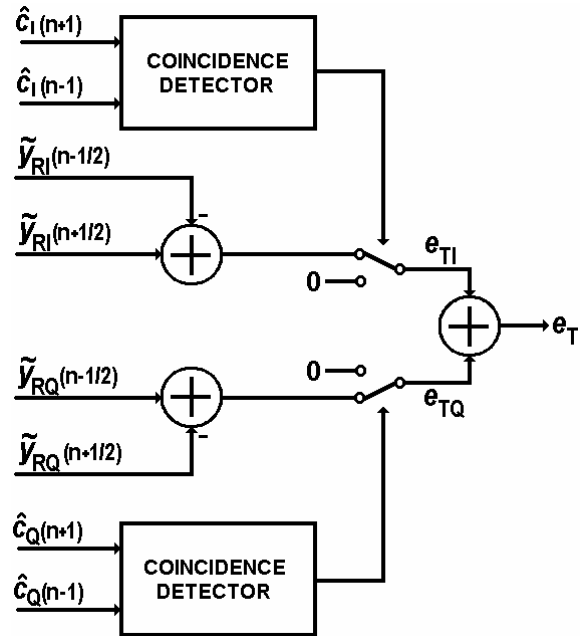 ĉI(n+1)
COINCIDENCE
DETECTOR
ĉI(n-1)
ỹRI(n-1/2)
-
ỹRI(n+1/2)
+
eTI
0
+
eT
0
ỹRQ(n-1/2)
+
eTQ
-
ỹRQ(n+1/2)
ĉQ(n+1)
COINCIDENCE
DETECTOR
ĉQ(n-1)